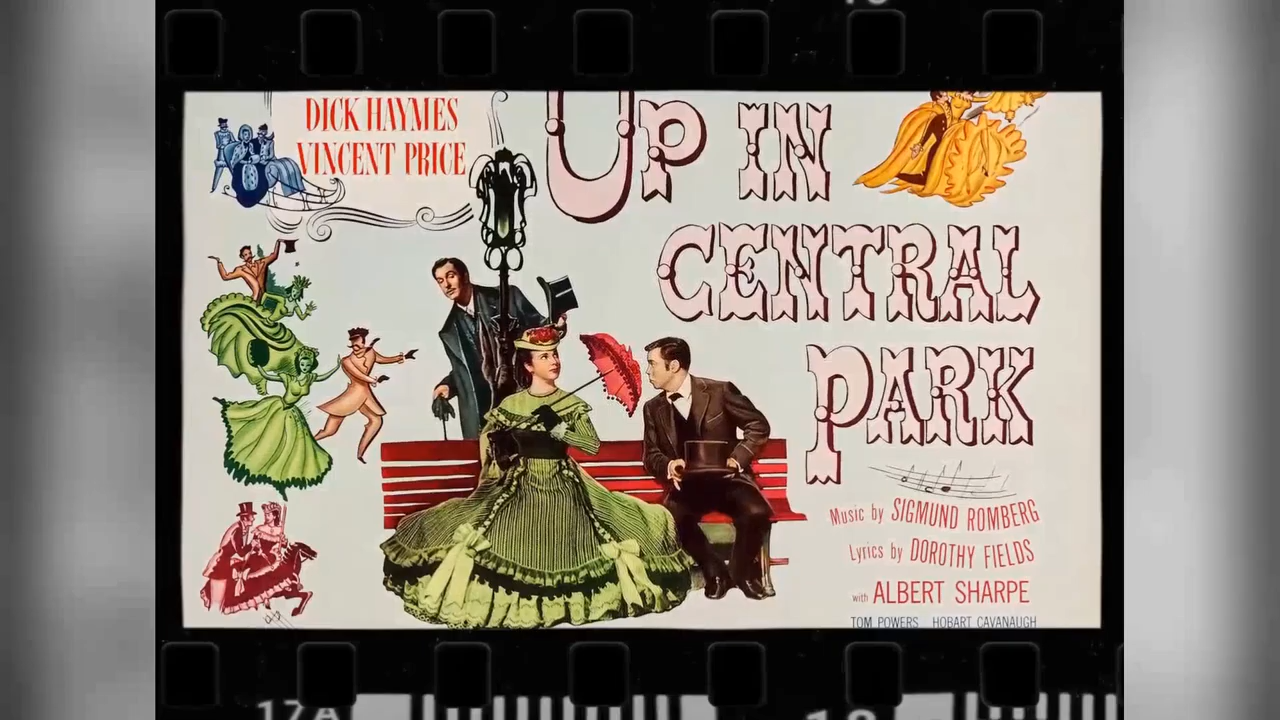 DICK HAYMES
VINCENT PRICE
UP IN
CENTRAL
PARK
Music by SIGMUND ROMBERG
Lyrics by DOROTHY FIELDS
with ALBERT SHARPE
TOM POWERS HOBART CAVANAUGH
17A